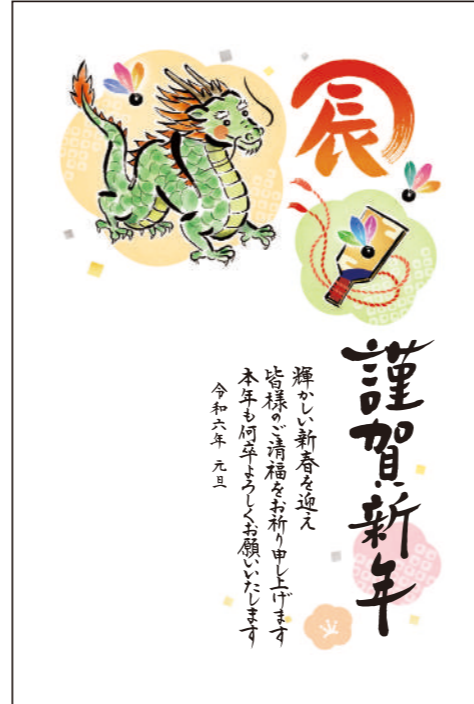 辰
謹賀新年
輝かしい新春を迎え
皆様のご清福をお祈り申し上げます
本年も何卒よろしくお願いいたします
令和六年 元旦